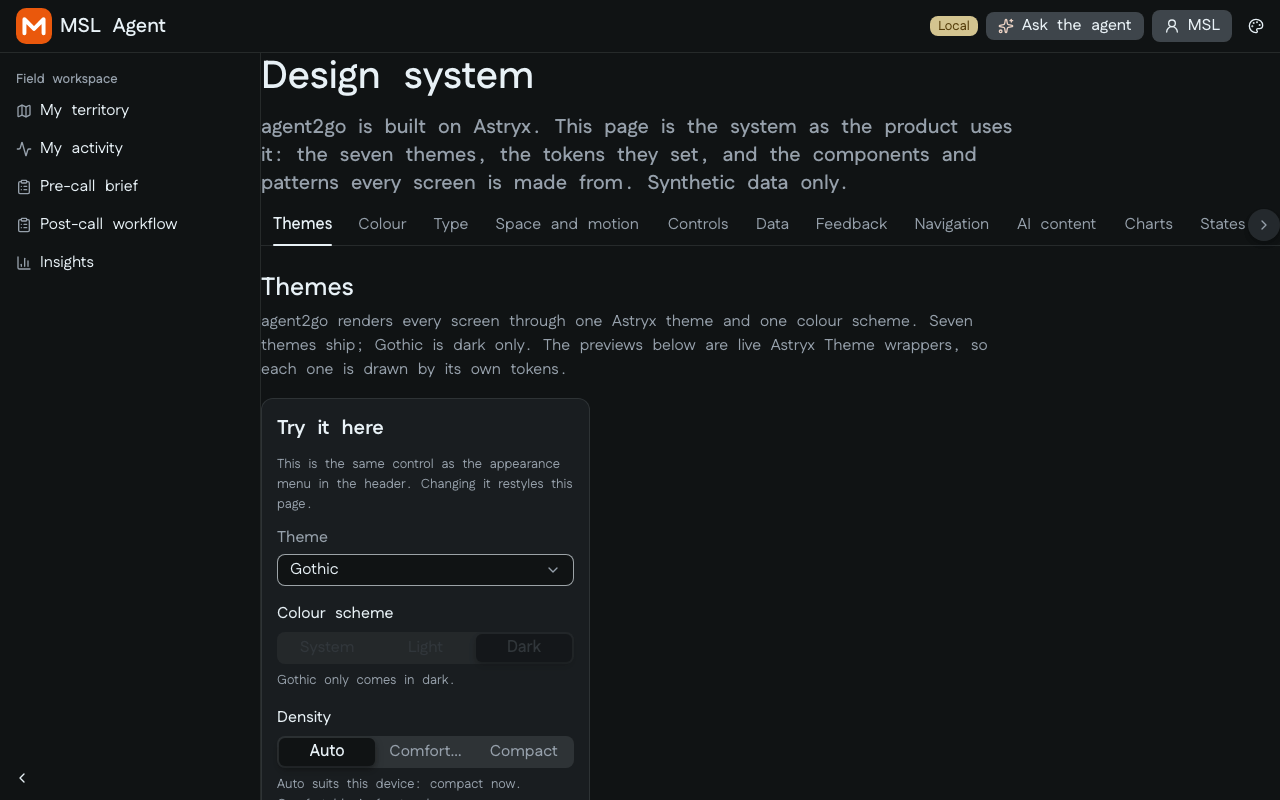 MSL Agent
Local
Ask the agent
MSL
Field workspace
My territory
My activity
Pre-call brief
Post-call workflow
Insights
Design system
agent2go is built on Astryx. This page is the system as the product uses
it: the seven themes, the tokens they set, and the components and
patterns every screen is made from. Synthetic data only.
Themes Colour Type Space and motion Controls Data Feedback Navigation AI content Charts States
Themes
agent2go renders every screen through one Astryx theme and one colour scheme. Seven
themes ship; Gothic is dark only. The previews below are live Astryx Theme wrappers, so
each one is drawn by its own tokens.
Try it here
This is the same control as the appearance
menu in the header. Changing it restyles this
page.
Theme
Gothic
Colour scheme
System Light Dark
Gothic only comes in dark.
Density
Auto Comfort... Compact
Auto suits this device: compact now.